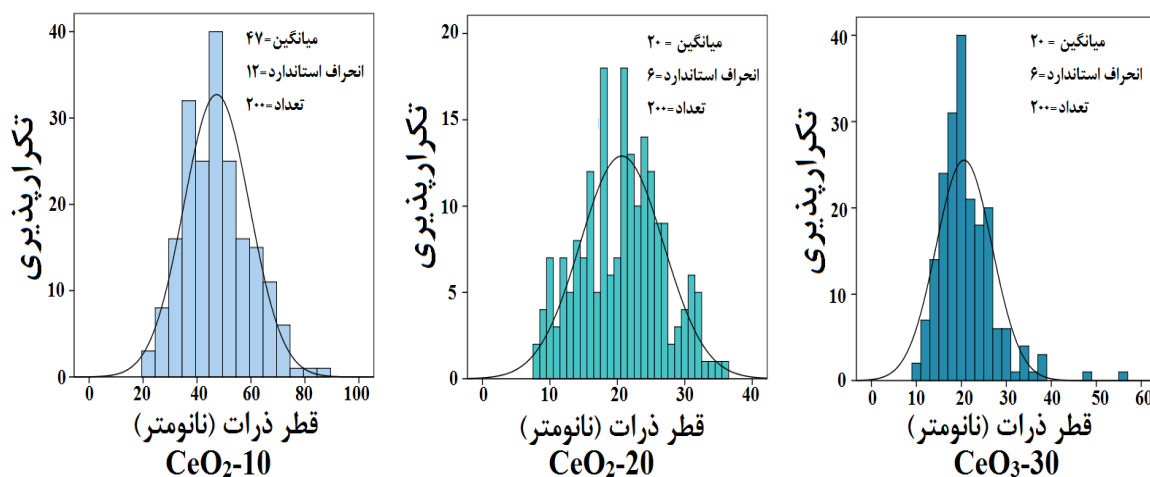 میانگین=۴۷
انحراف استاندارد=۱۲
تعداد=۲۰۰
تکرارپذیری
40
30
20
10
0
0 20 40 60 80 100
قطر ذرات (نانومتر)
CeO₂-10
میانگین = ۲۰
انحراف استاندارد=۶
تعداد=۲۰۰
تکرارپذیری
20
15
10
5
0
0 10 20 30 40
قطر ذرات (نانومتر)
CeO₂-20
میانگین = ۲۰
انحراف استاندارد=۶
تعداد=۲۰۰
تکرارپذیری
40
30
20
10
0
0 10 20 30 40 50 60
قطر ذرات (نانومتر)
CeO₃-30